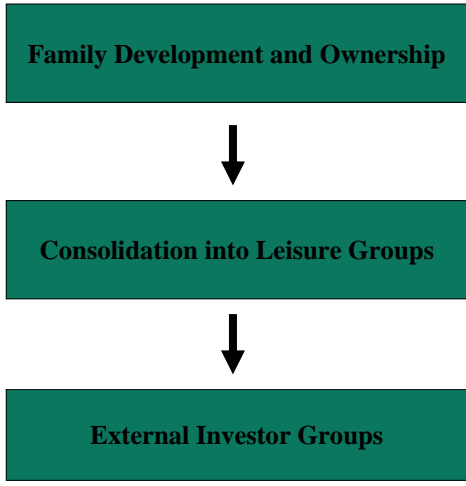 Family Development and Ownership
Consolidation into Leisure Groups
External Investor Groups